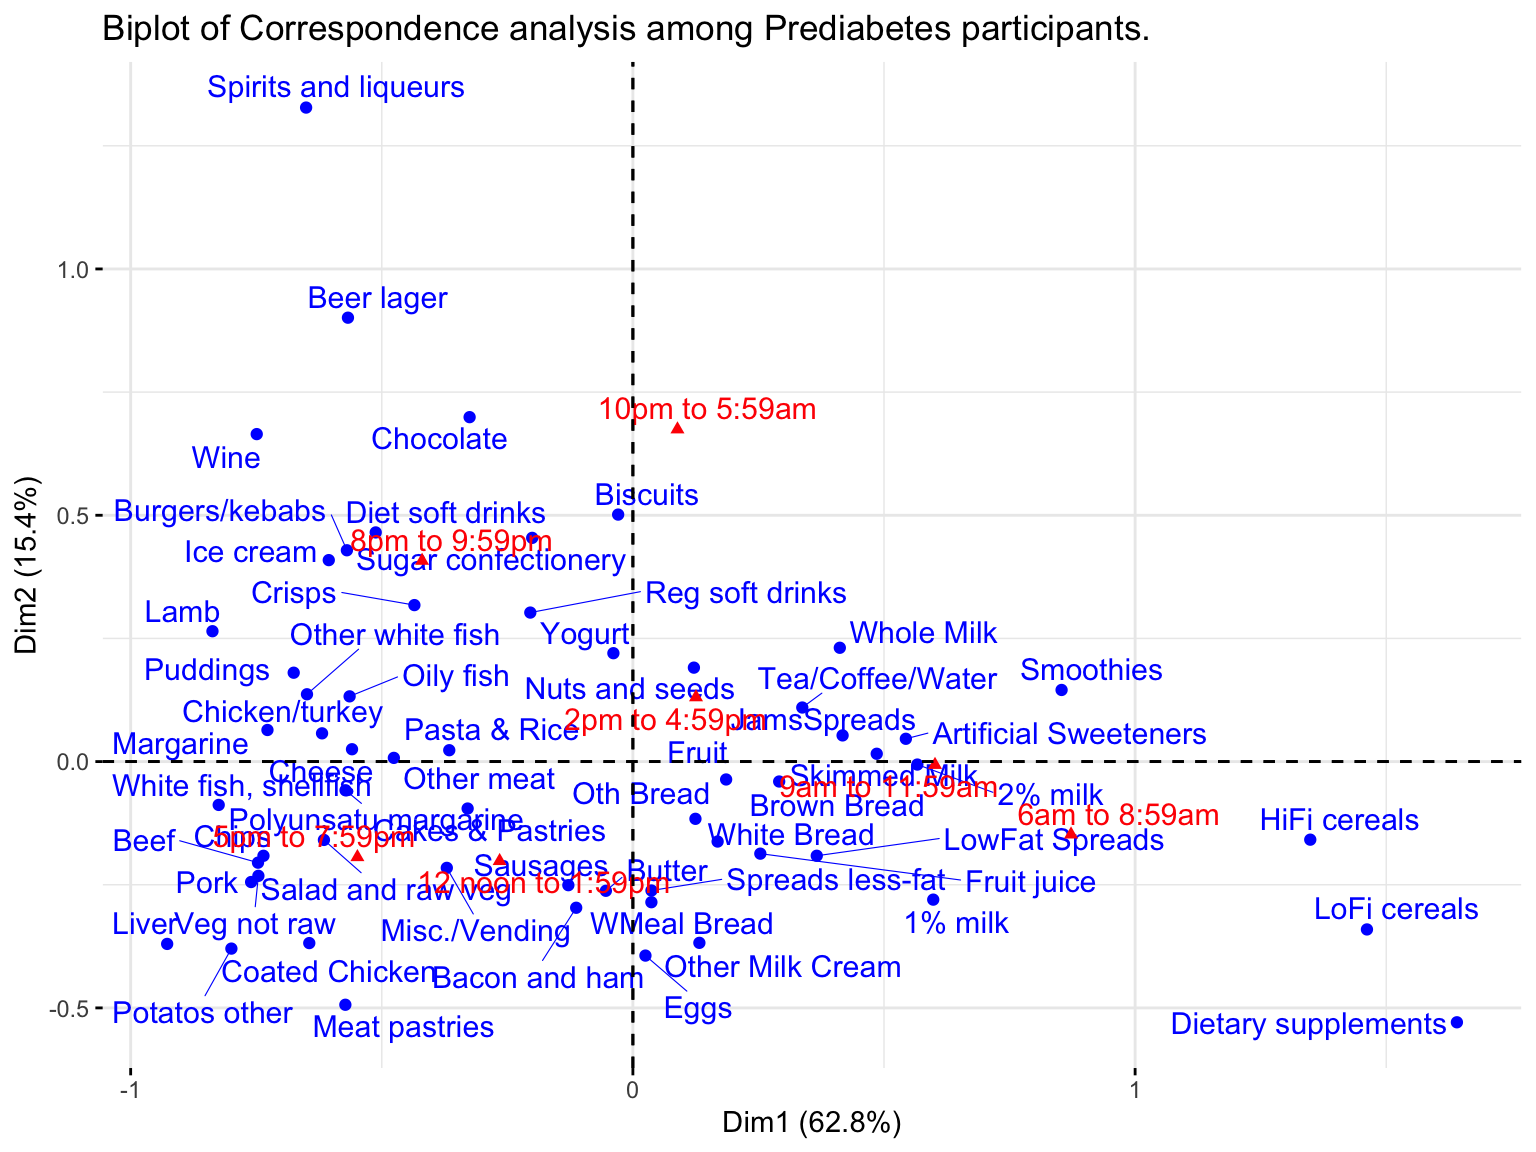 Biplot of Correspondence analysis among Prediabetes participants.
Spirits and liqueurs
1.0
Beer lager
10pm to 5:59am
Chocolate
Wine
Biscuits
0.5
Burgers/kebabs
Diet soft drinks
8pm to 9:59pm
Ice cream
Sugar confectionery
Crisps
Reg soft drinks
Lamb
Other white fish
Yogurt
Whole Milk
Puddings
Oily fish
Nuts and seeds
Tea/Coffee/Water
Smoothies
Chicken/turkey
2pm to 4:59pm
JamsSpreads
Pasta & Rice
Artificial Sweeteners
Margarine
Fruit
0.0
Cheese
Other meat
Skimmed Milk
White fish, shellfish
9am to 11:59am
Oth Bread
2% milk
Brown Bread
6am to 8:59am
Polyunsatu margarine
HiFi cereals
Cakes & Pastries
Chips
5pm to 7:59pm
White Bread
Beef
LowFat Spreads
Sausages
Butter
Pork
Salad and raw veg
12 noon to 1:59pm
Spreads less-fat
Fruit juice
Liver
Veg not raw
Misc./Vending
WMeal Bread
1% milk
LoFi cereals
Coated Chicken
Bacon and ham
Other Milk Cream
-0.5
Potatos other
Eggs
Meat pastries
Dietary supplements
-1
0
1
Dim1 (62.8%)
Dim2 (15.4%)